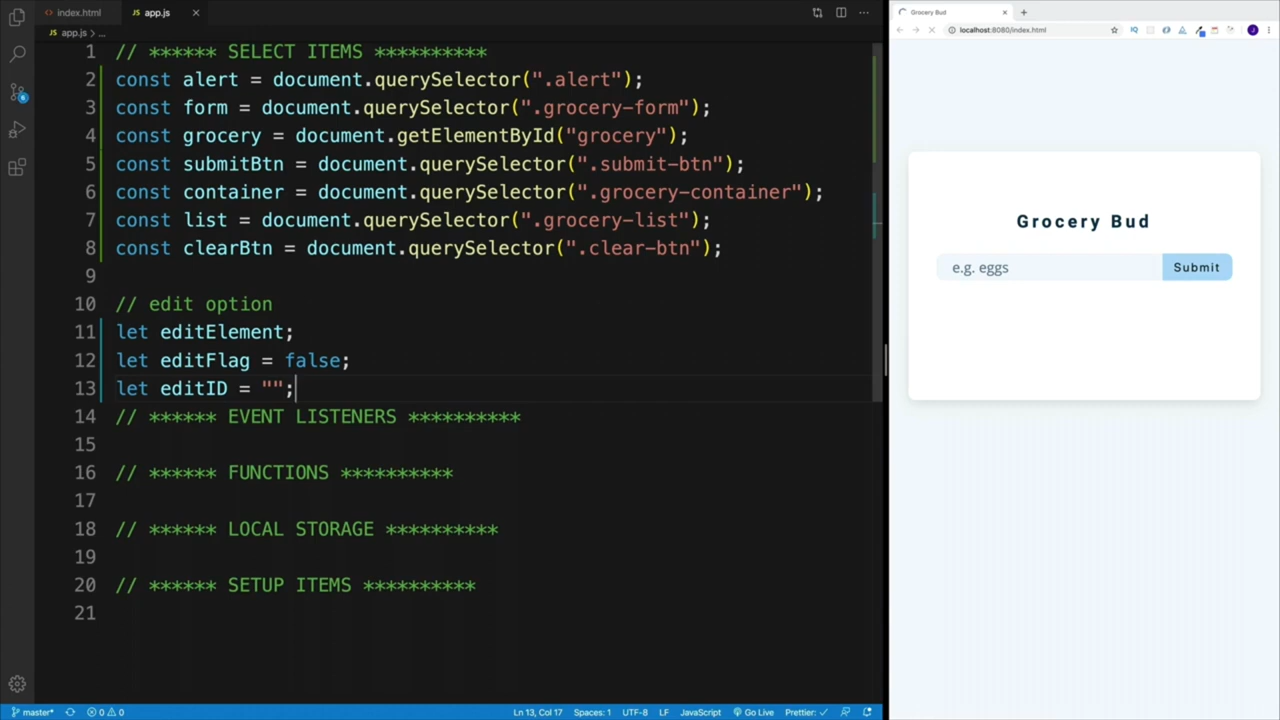 index.html
app.js
app.js > ...
1 // ****** SELECT ITEMS **********
2 const alert = document.querySelector(".alert");
3 const form = document.querySelector(".grocery-form");
4 const grocery = document.getElementById("grocery");
5 const submitBtn = document.querySelector(".submit-btn");
6 const container = document.querySelector(".grocery-container");
7 const list = document.querySelector(".grocery-list");
8 const clearBtn = document.querySelector(".clear-btn");
9
10 // edit option
11 let editElement;
12 let editFlag = false;
13 let editID = "";
14 // ****** EVENT LISTENERS **********
15
16 // ****** FUNCTIONS **********
17
18 // ****** LOCAL STORAGE **********
19
20 // ****** SETUP ITEMS **********
21
6
master*
0 0
Ln 13, Col 17
Spaces: 1
UTF-8
LF
JavaScript
Go Live
Prettier: ✓
Grocery Bud
localhost:8080/index.html
J
Grocery Bud
e.g. eggs
Submit